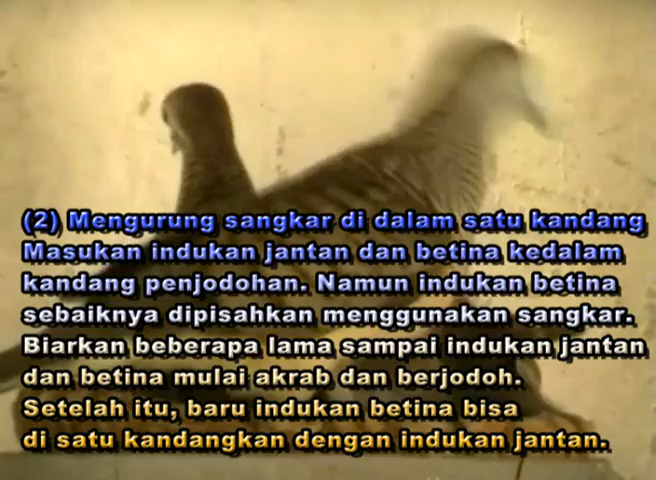 (2) Mengurung sangkar di dalam satu kandang
Masukan indukan jantan dan betina kedalam
kandang penjodohan. Namun indukan betina
sebaiknya dipisahkan menggunakan sangkar.
Biarkan beberapa lama sampai indukan jantan
dan betina mulai akrab dan berjodoh.
Setelah itu, baru indukan betina bisa
di satu kandangkan dengan indukan jantan.